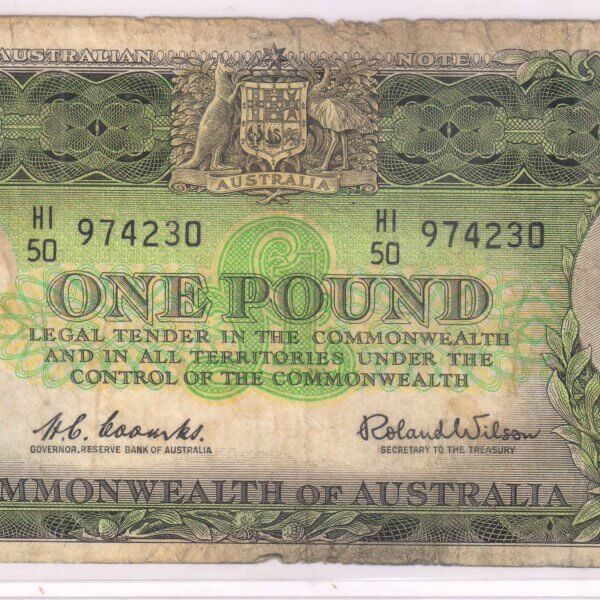 AUSTRALIAN NOTE
AUSTRALIA
HI 50 974230 HI 50 974230
ONE POUND
LEGAL TENDER IN THE COMMONWEALTH
AND IN ALL TERRITORIES UNDER THE
CONTROL OF THE COMMONWEALTH
H.C. Coombs. Roland Wilson
GOVERNOR, RESERVE BANK OF AUSTRALIA SECRETARY TO THE TREASURY
MMONWEALTH OF AUSTRALIA